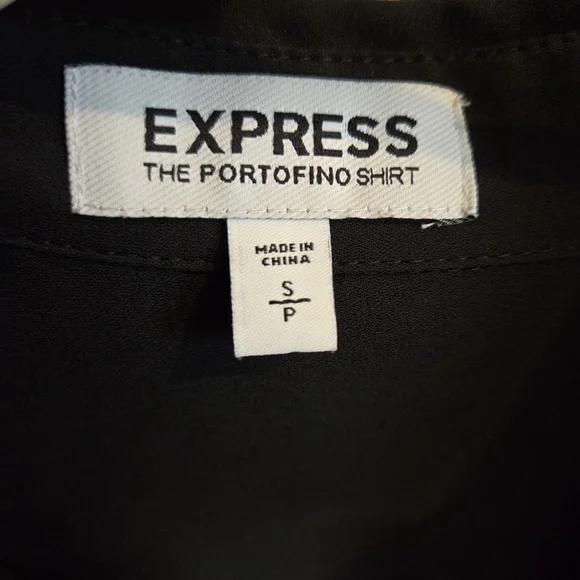 EXPRESS
THE PORTOFINO SHIRT
MADE IN
CHINA
S
P